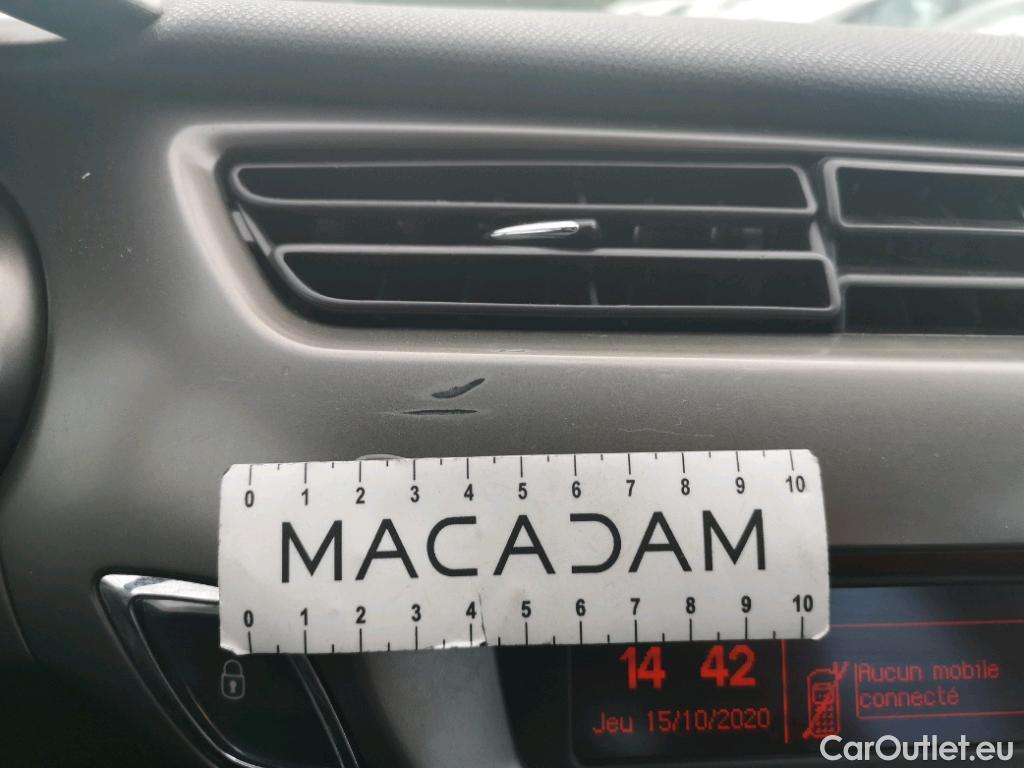 0 1 2 3 4 5 6 7 8 9 10
MACADAM
0 1 2 3 4 5 6 7 8 9 10
14 42
Jeu 15/10/2020
Aucun mobile
connecté
CarOutlet.eu